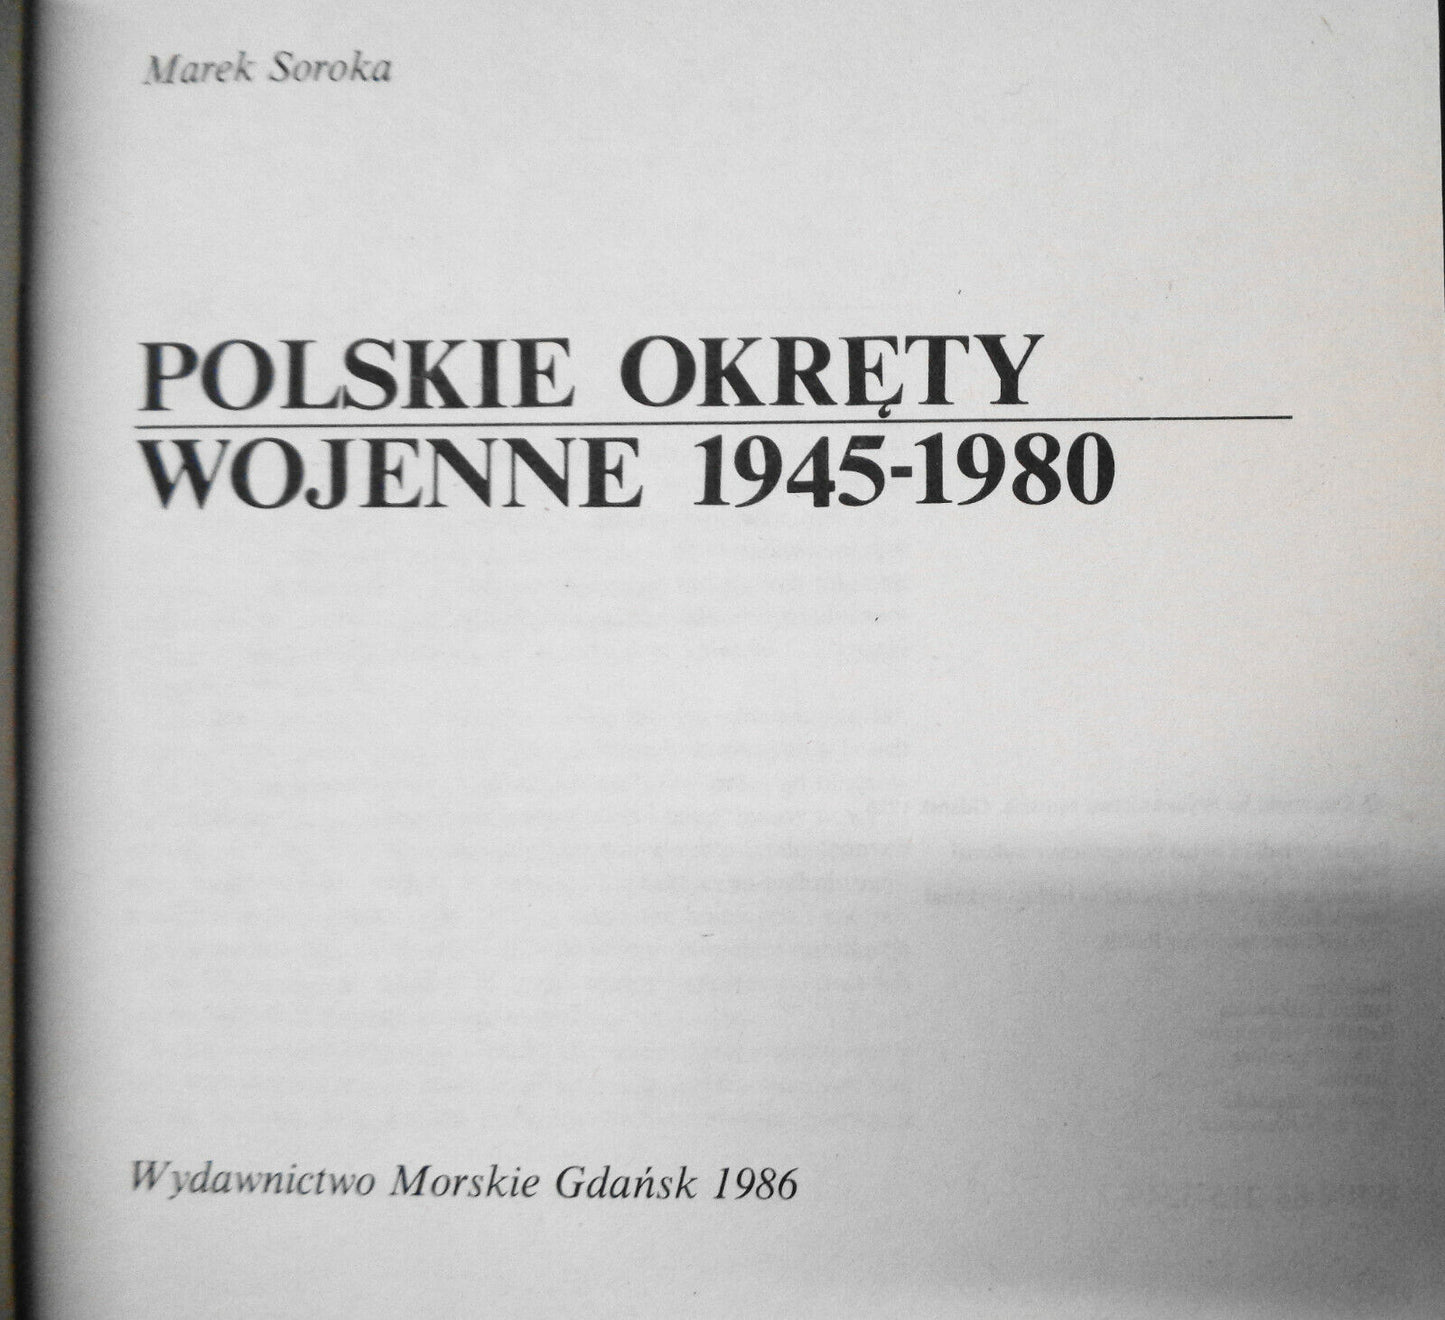 Marek Soroka
POLSKIE OKRĘTY
WOJENNE 1945-1980
Wydawnictwo Morskie Gdańsk 1986